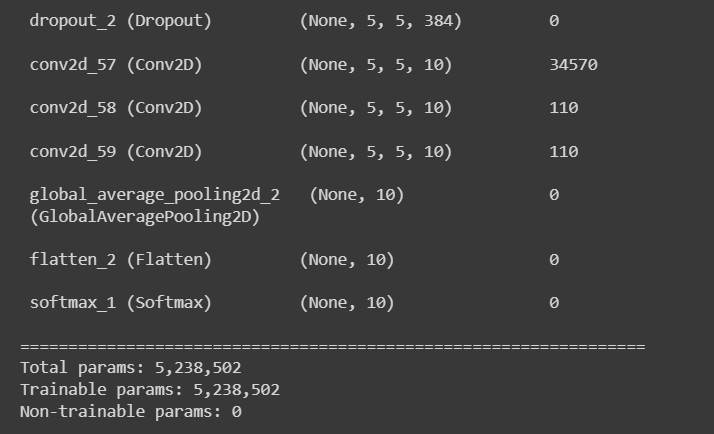 dropout_2 (Dropout) (None, 5, 5, 384) 0
conv2d_57 (Conv2D) (None, 5, 5, 10) 34570
conv2d_58 (Conv2D) (None, 5, 5, 10) 110
conv2d_59 (Conv2D) (None, 5, 5, 10) 110
global_average_pooling2d_2 (None, 10) 0
(GlobalAveragePooling2D)
flatten_2 (Flatten) (None, 10) 0
softmax_1 (Softmax) (None, 10) 0
=================================================================
Total params: 5,238,502
Trainable params: 5,238,502
Non-trainable params: 0